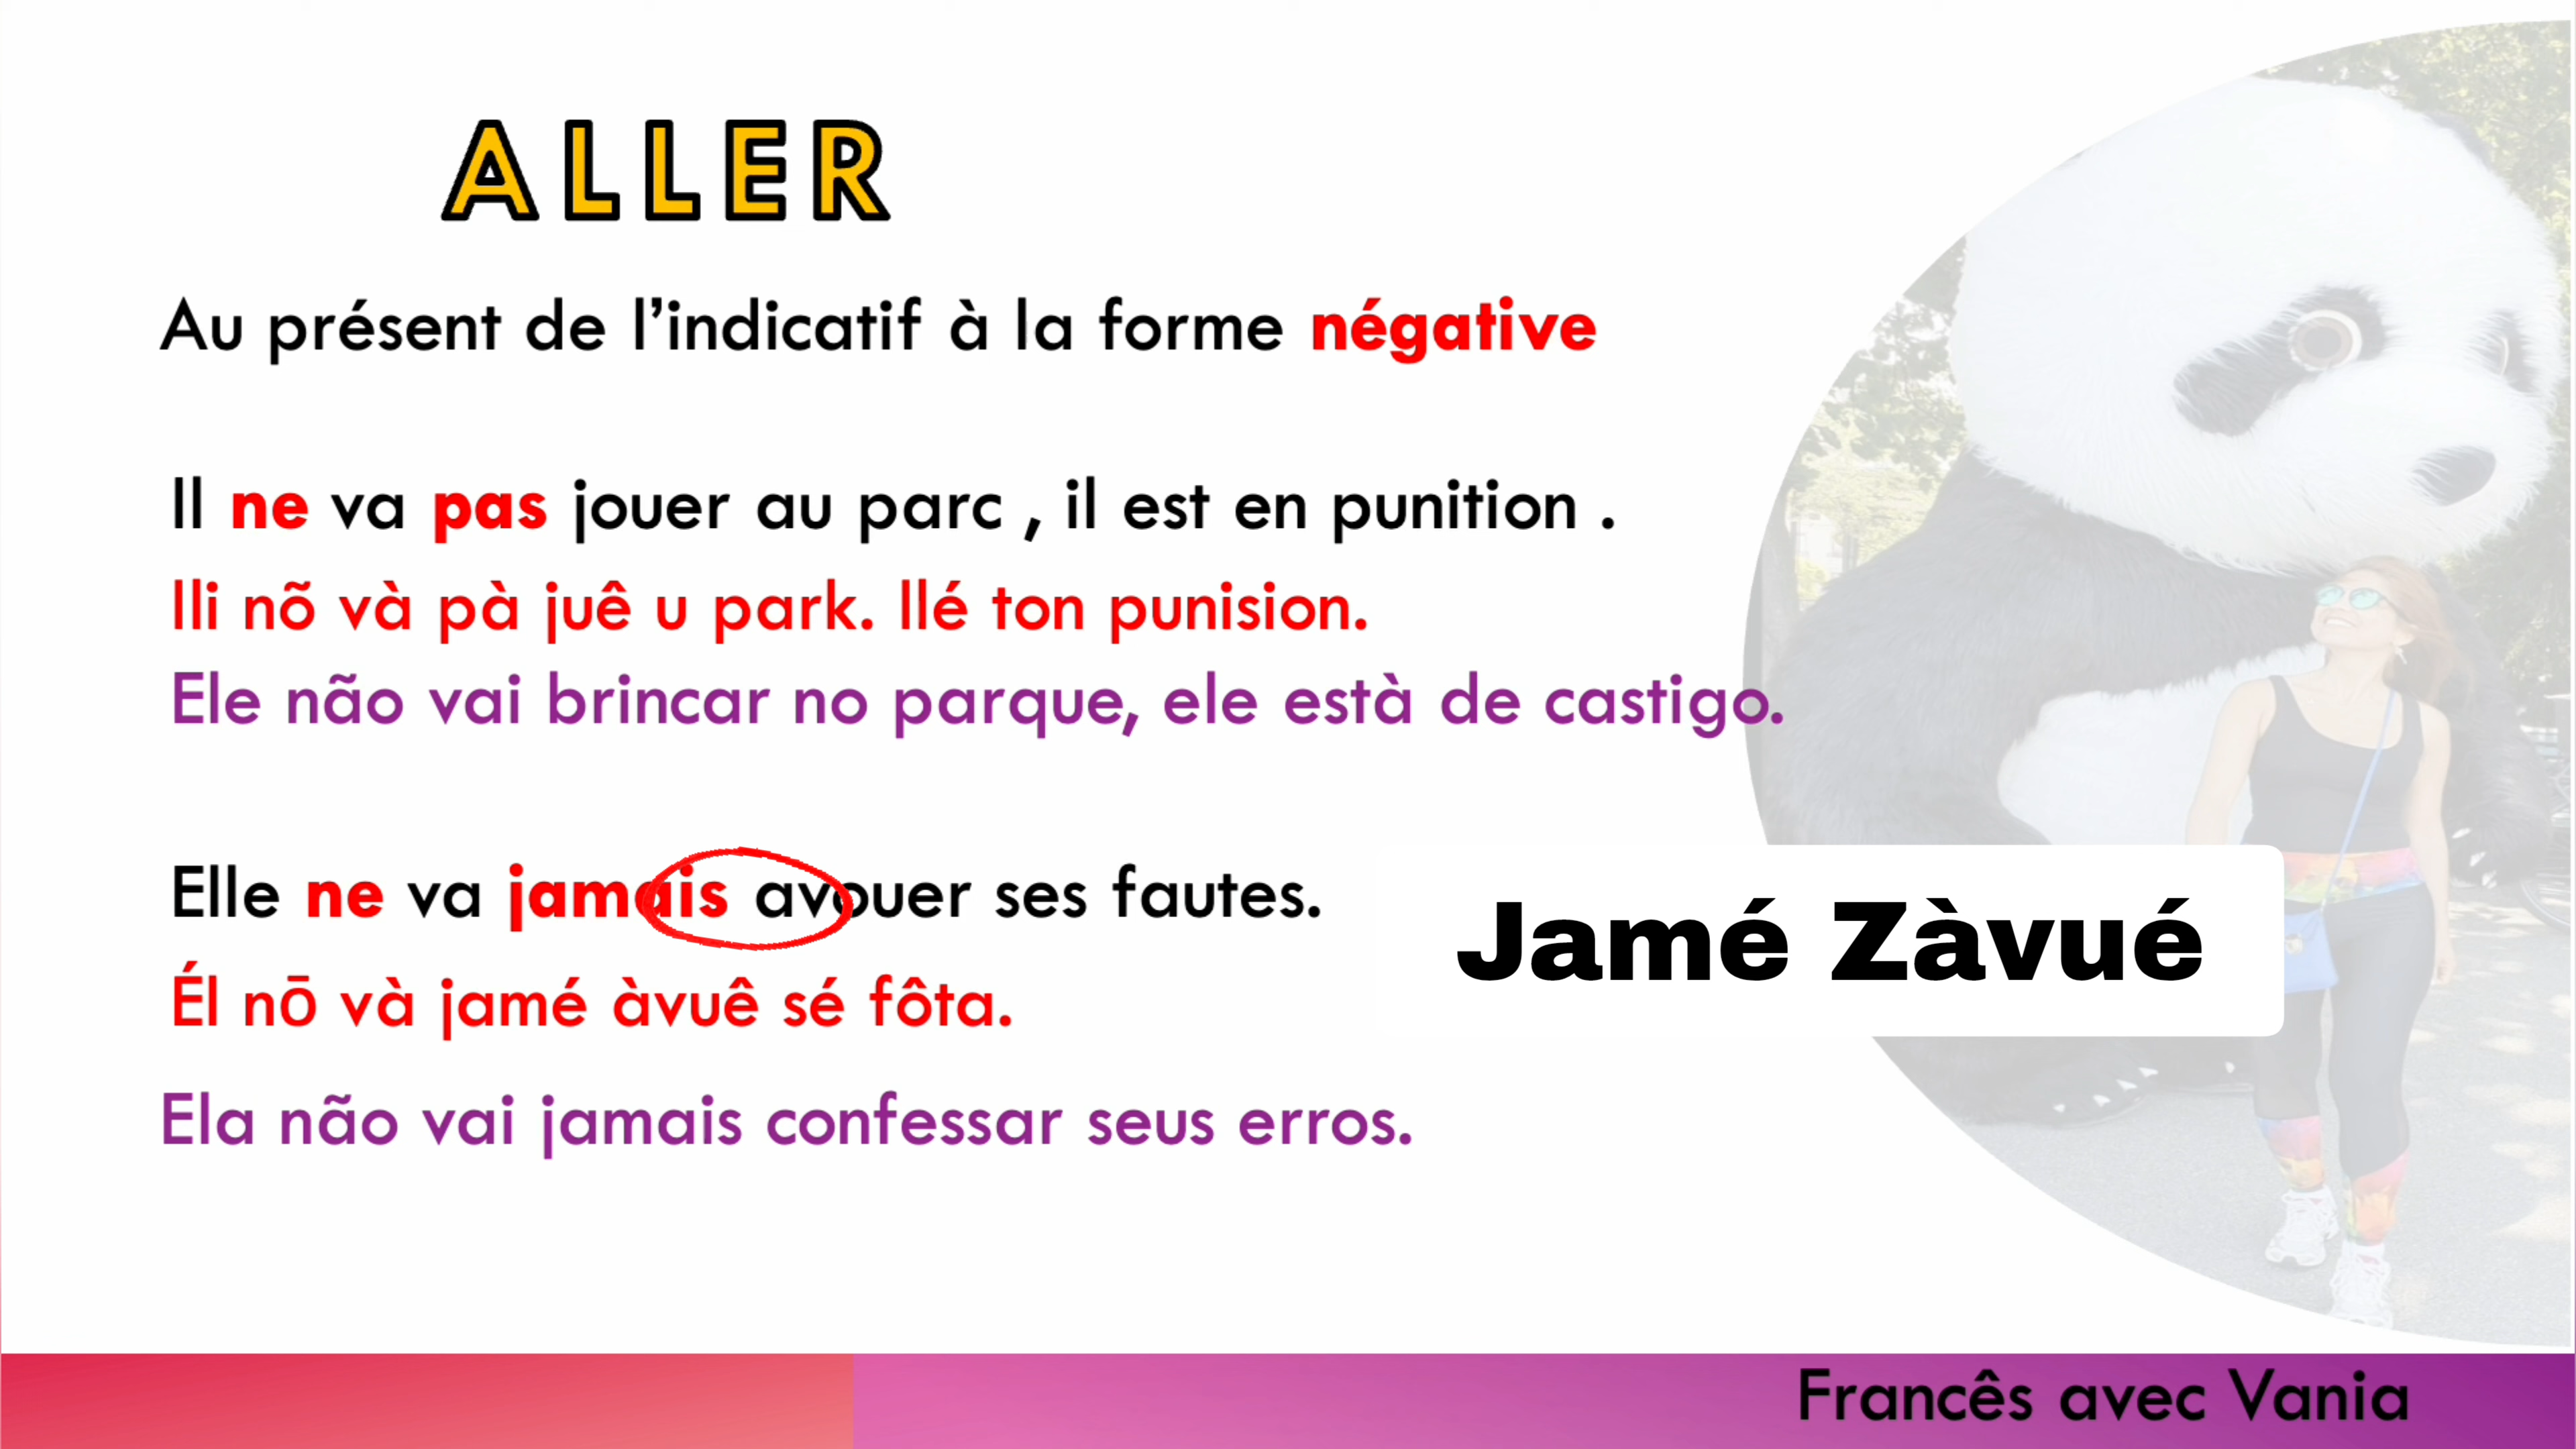 ALLER
Au présent de l'indicatif à la forme négative
Il ne va pas jouer au parc , il est en punition .
Ili nõ và pà juê u park. Ilé ton punision.
Ele não vai brincar no parque, ele està de castigo.
Elle ne va jamais avouer ses fautes.
Jamé Zàvué
Él nō và jamé àvuê sé fôta.
Ela não vai jamais confessar seus erros.
Francês avec Vania